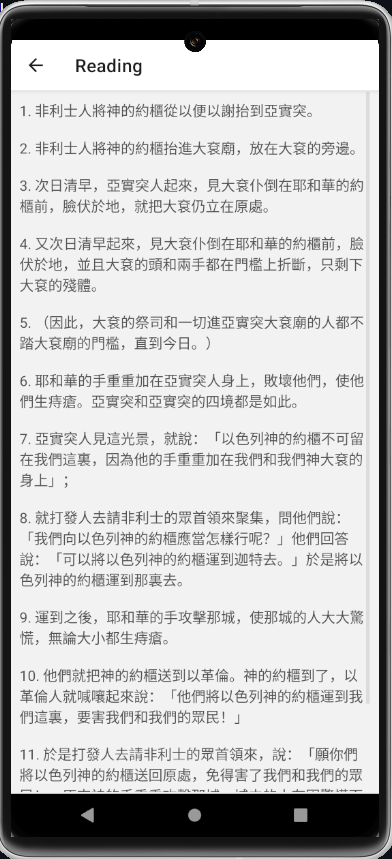 Reading
1. 非利士人將神的約櫃從以便以謝抬到亞實突。
2. 非利士人將神的約櫃抬進大袞廟，放在大袞的旁邊。
3. 次日清早，亞實突人起來，見大袞仆倒在耶和華的約
櫃前，臉伏於地，就把大袞仍立在原處。
4. 又次日清早起來，見大袞仆倒在耶和華的約櫃前，臉
伏於地，並且大袞的頭和兩手都在門檻上折斷，只剩下
大袞的殘體。
5. （因此，大袞的祭司和一切進亞實突大袞廟的人都不
踏大袞廟的門檻，直到今日。）
6. 耶和華的手重重加在亞實突人身上，敗壞他們，使他
們生痔瘡。亞實突和亞實突的四境都是如此。
7. 亞實突人見這光景，就說：「以色列神的約櫃不可留
在我們這裏，因為他的手重重加在我們和我們神大袞的
身上」；
8. 就打發人去請非利士的眾首領來聚集，問他們說：
「我們向以色列神的約櫃應當怎樣行呢？」他們回答
說：「可以將以色列神的約櫃運到迦特去。」於是將以
色列神的約櫃運到那裏去。
9. 運到之後，耶和華的手攻擊那城，使那城的人大大驚
慌，無論大小都生痔瘡。
10. 他們就把神的約櫃送到以革倫。神的約櫃到了，以
革倫人就喊嚷起來說：「他們將以色列神的約櫃運到我
們這裏，要害我們和我們的眾民！」
11. 於是打發人去請非利士的眾首領來，說：「願你們
將以色列神的約櫃送回原處，免得害了我們和我們的眾